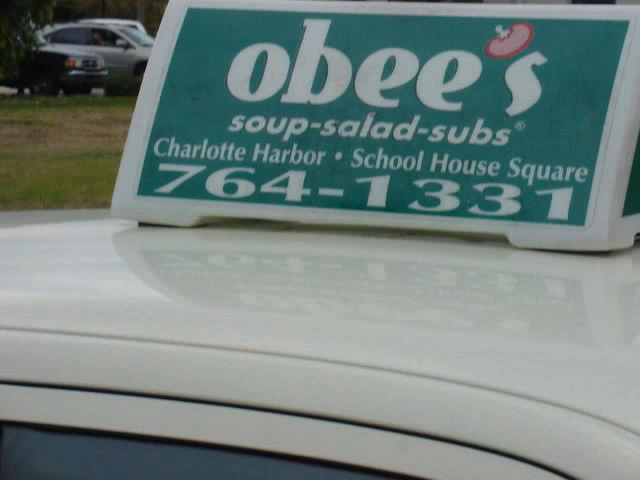 obee's
soup-salad-subs®
Charlotte Harbor • School House Square
764-1331